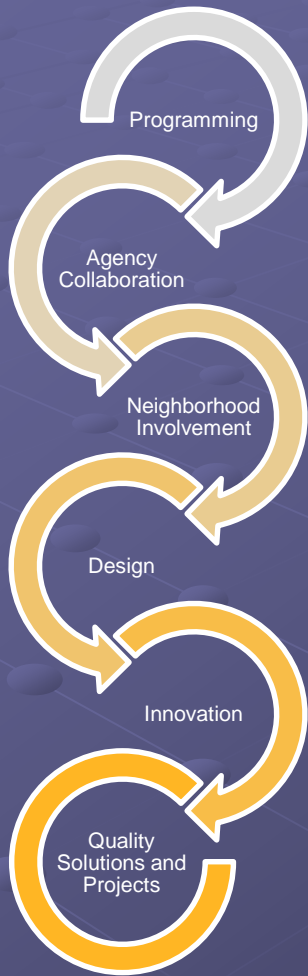 Programming
Agency
Collaboration
Neighborhood
Involvement
Design
Innovation
Quality
Solutions and
Projects